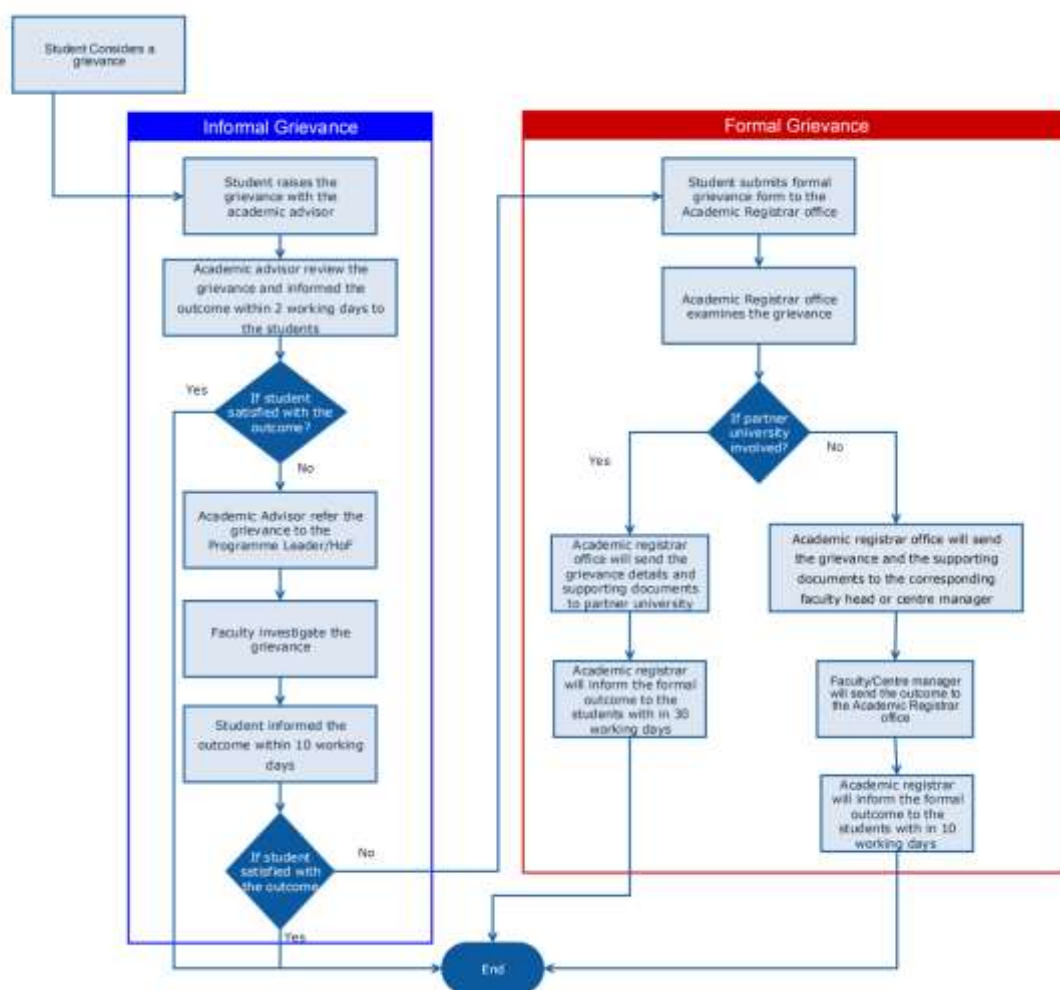 Student Considers a
grievance
Informal Grievance
Student raises the
grievance with the
academic advisor
Academic advisor review the
grievance and informed the
outcome within 2 working days to
the students
Yes
If student
satisfied with the
outcome?
No
Academic Advisor refer the
grievance to the
Programme Leader/HoF
Faculty investigate the
grievance
Student informed the
outcome within 10 working
days
If student
satisfied with
the outcome
No
Yes
Formal Grievance
Student submits formal
grievance form to the
Academic Registrar office
Academic Registrar office
examines the grievance
If partner
university
involved?
Yes
No
Academic registrar
office will send the
grievance details and
supporting documents
to partner university
Academic registrar
will inform the formal
outcome to the
students with in 30
working days
Academic registrar office will send
the grievance and the supporting
documents to the corresponding
faculty head or centre manager
Faculty/Centre manager
will send the outcome to
the Academic Registrar
office
Academic registrar
will inform the formal
outcome to the
students with in 10
working days
End